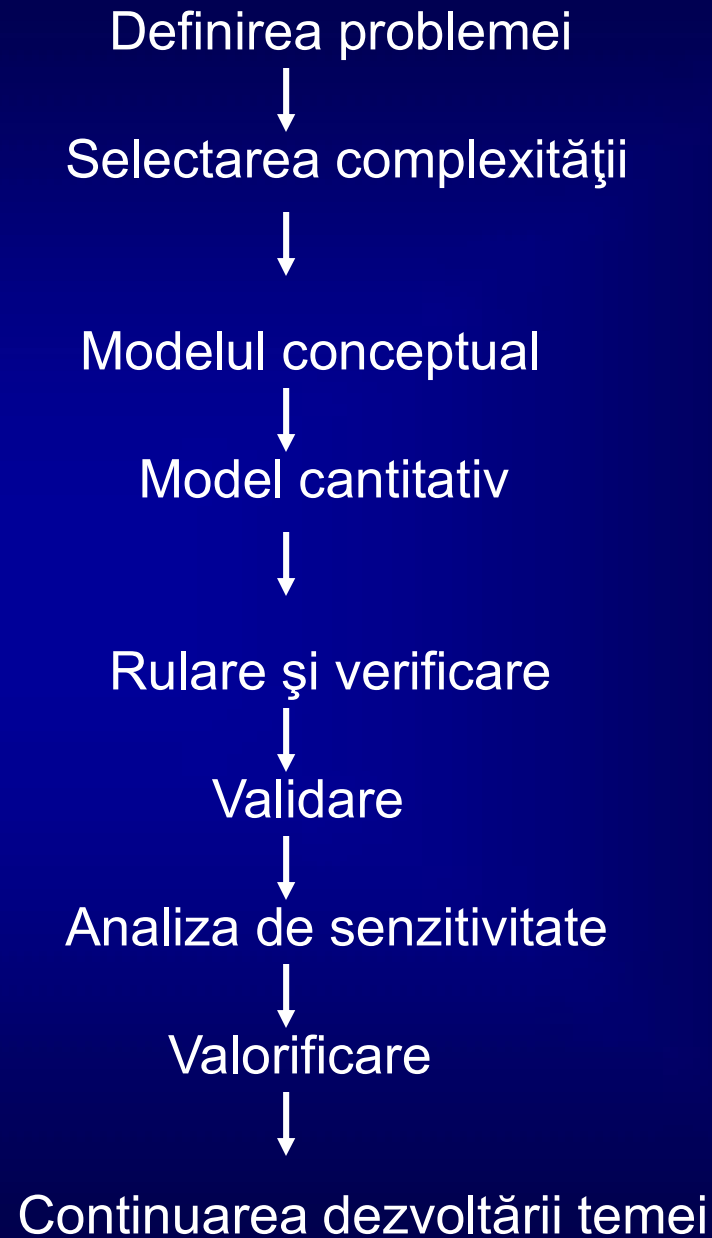 Definirea problemei
Selectarea complexităţii
Modelul conceptual
Model cantitativ
Rulare şi verificare
Validare
Analiza de senzitivitate
Valorificare
Continuarea dezvoltării temei